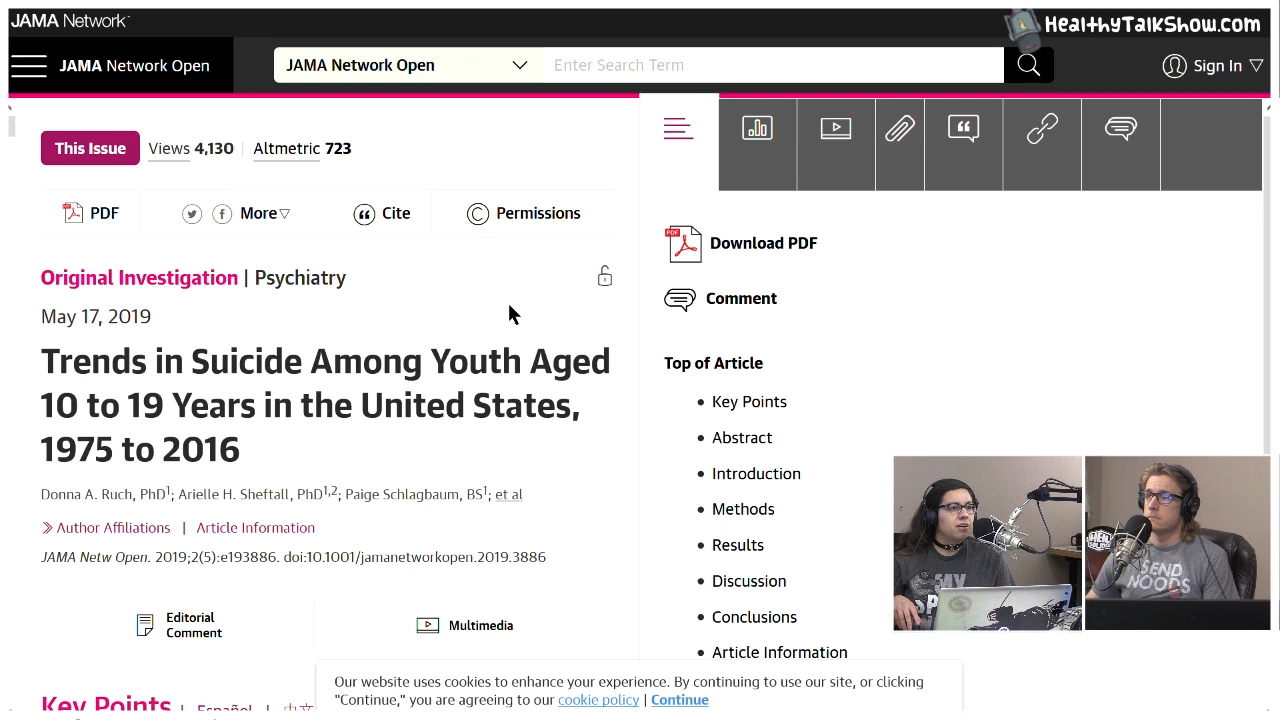 JAMA Network
HealthyTalkShow.com
JAMA Network Open
JAMA Network Open
Enter Search Term
Sign In
This Issue
Views 4,130
Altmetric 723
PDF
More
Cite
Permissions
Original Investigation | Psychiatry
May 17, 2019
Trends in Suicide Among Youth Aged
10 to 19 Years in the United States,
1975 to 2016
Donna A. Ruch, PhD1; Arielle H. Sheftall, PhD1,2; Paige Schlagbaum, BS1; et al
Author Affiliations | Article Information
JAMA Netw Open. 2019;2(5):e193886. doi:10.1001/jamanetworkopen.2019.3886
Editorial
Comment
Multimedia
Key Points | Español | 中文
PDF
Download PDF
Comment
Top of Article
• Key Points
• Abstract
• Introduction
• Methods
• Results
• Discussion
• Conclusions
• Article Information
SEND
NOODS
Our website uses cookies to enhance your experience. By continuing to use our site, or clicking
"Continue," you are agreeing to our cookie policy | Continue